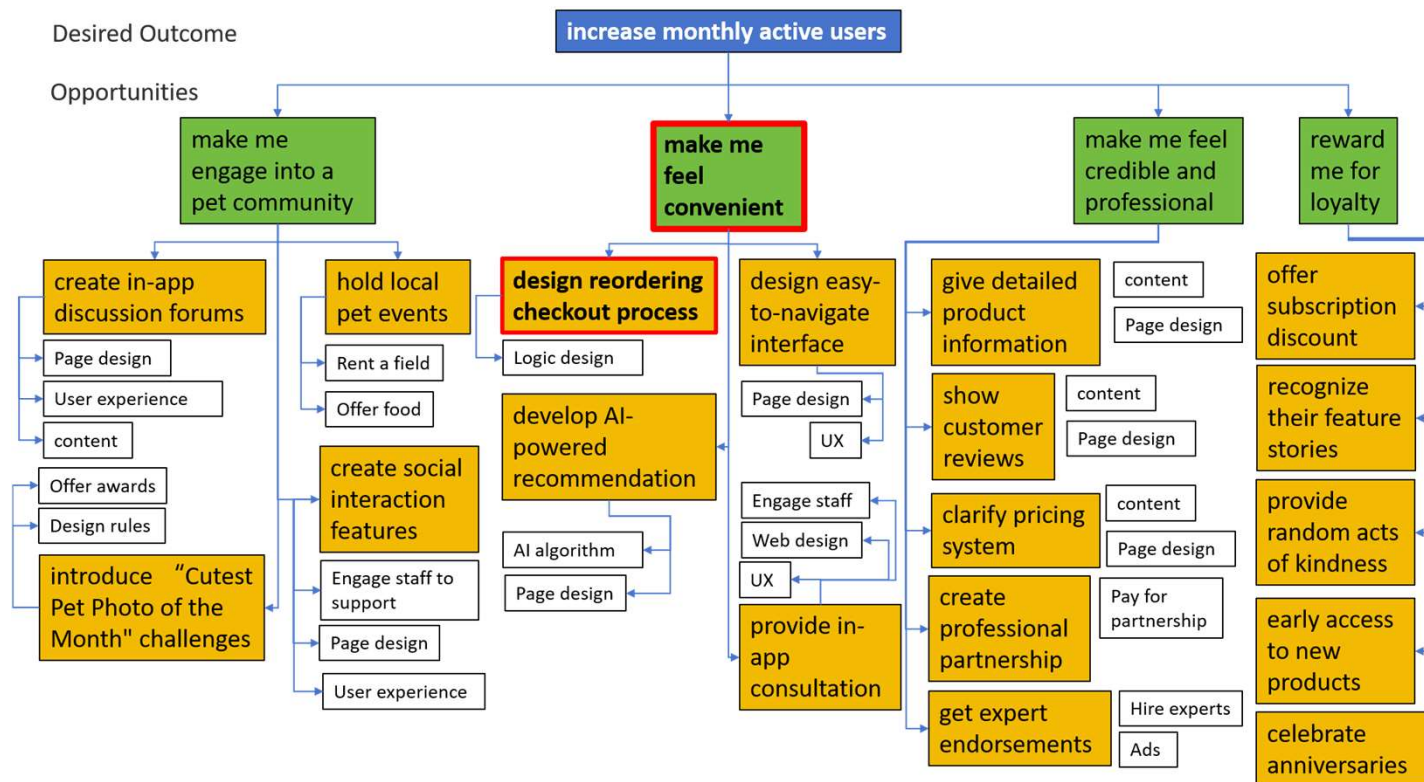 Desired Outcome
increase monthly active users
Opportunities
make me
engage into a
pet community
make me
feel
convenient
make me feel
credible and
professional
reward
me for
loyalty
create in-app
discussion forums
Page design
User experience
content
hold local
pet events
Rent a field
Offer food
Offer awards
Design rules
introduce “Cutest
Pet Photo of the
Month" challenges
create social
interaction
features
Engage staff to
support
Page design
User experience
design reordering
checkout process
Logic design
develop AI-
powered
recommendation
AI algorithm
Page design
design easy-
to-navigate
interface
Page design
UX
Engage staff
Web design
UX
provide in-
app
consultation
give detailed
product
information
content
Page design
show
customer
reviews
content
Page design
clarify pricing
system
content
Page design
create
professional
partnership
Pay for
partnership
get expert
endorsements
Hire experts
Ads
offer
subscription
discount
recognize
their feature
stories
provide
random acts
of kindness
early access
to new
products
celebrate
anniversaries